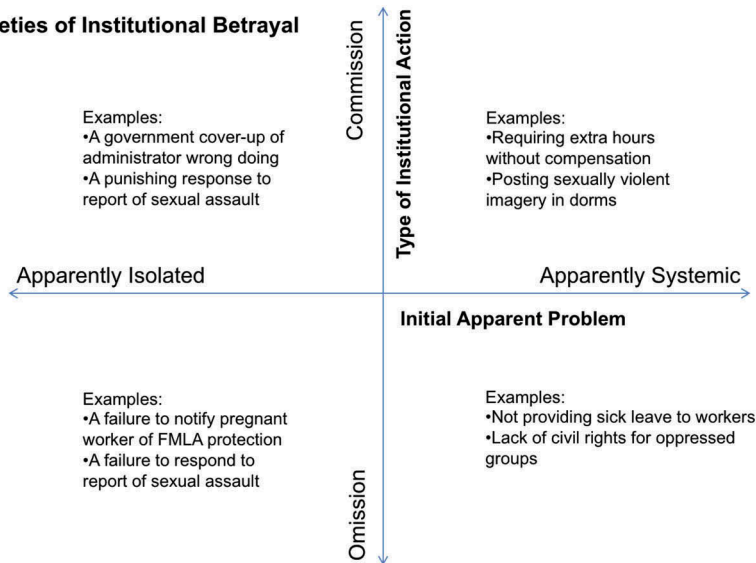 eties of Institutional Betrayal
Commission
Type of Institutional Action
Examples:
•A government cover-up of
administrator wrong doing
•A punishing response to
report of sexual assault
Examples:
•Requiring extra hours
without compensation
•Posting sexually violent
imagery in dorms
Apparently Isolated
Apparently Systemic
Initial Apparent Problem
Examples:
•A failure to notify pregnant
worker of FMLA protection
•A failure to respond to
report of sexual assault
Examples:
•Not providing sick leave to workers
•Lack of civil rights for oppressed
groups
Omission